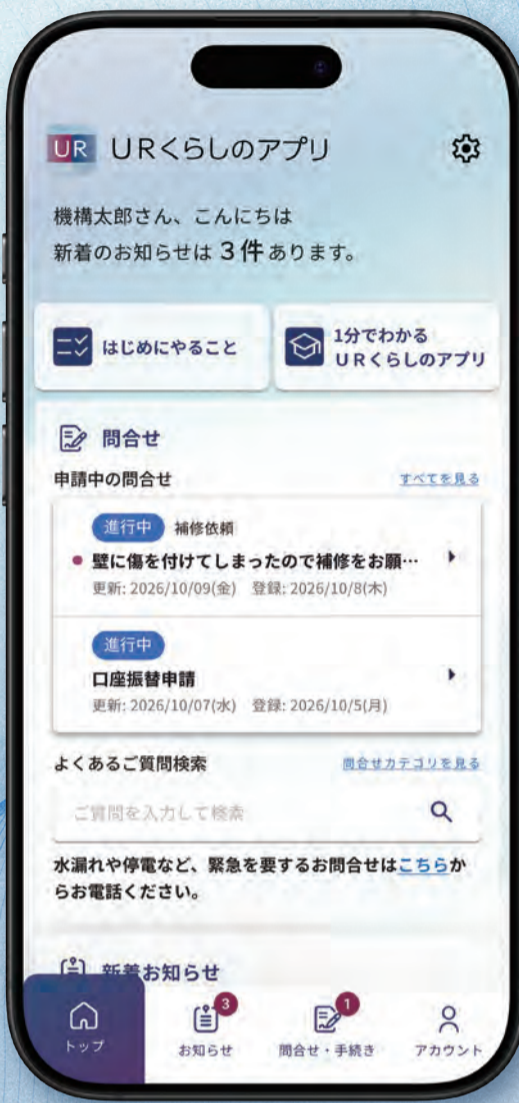 UR URくらしのアプリ
機構太郎さん、こんにちは
新着のお知らせは 3件 あります。
はじめにやること
1分でわかる
URくらしのアプリ
問合せ
申請中の問合せ
すべてを見る
進行中 補修依頼
壁に傷を付けてしまったので補修をお願…
更新: 2026/10/09(金) 登録: 2026/10/8(木)
進行中
口座振替申請
更新: 2026/10/07(水) 登録: 2026/10/5(月)
よくあるご質問検索
問合せカテゴリを見る
ご質問を入力して検索
水漏れや停電など、緊急を要するお問合せはこちらか
らお電話ください。
新着お知らせ
3
1
トップ
お知らせ
問合せ・手続き
アカウント